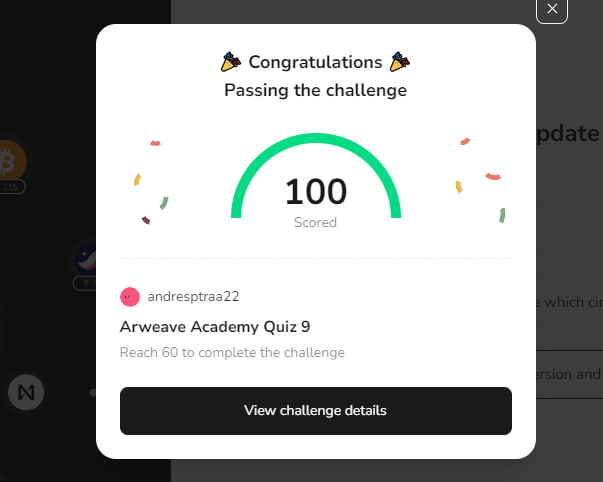 Congratulations
Passing the challenge
100
Scored
andresptraa22
Arweave Academy Quiz 9
Reach 60 to complete the challenge
View challenge details
pdate
115
e which cir
ersion and